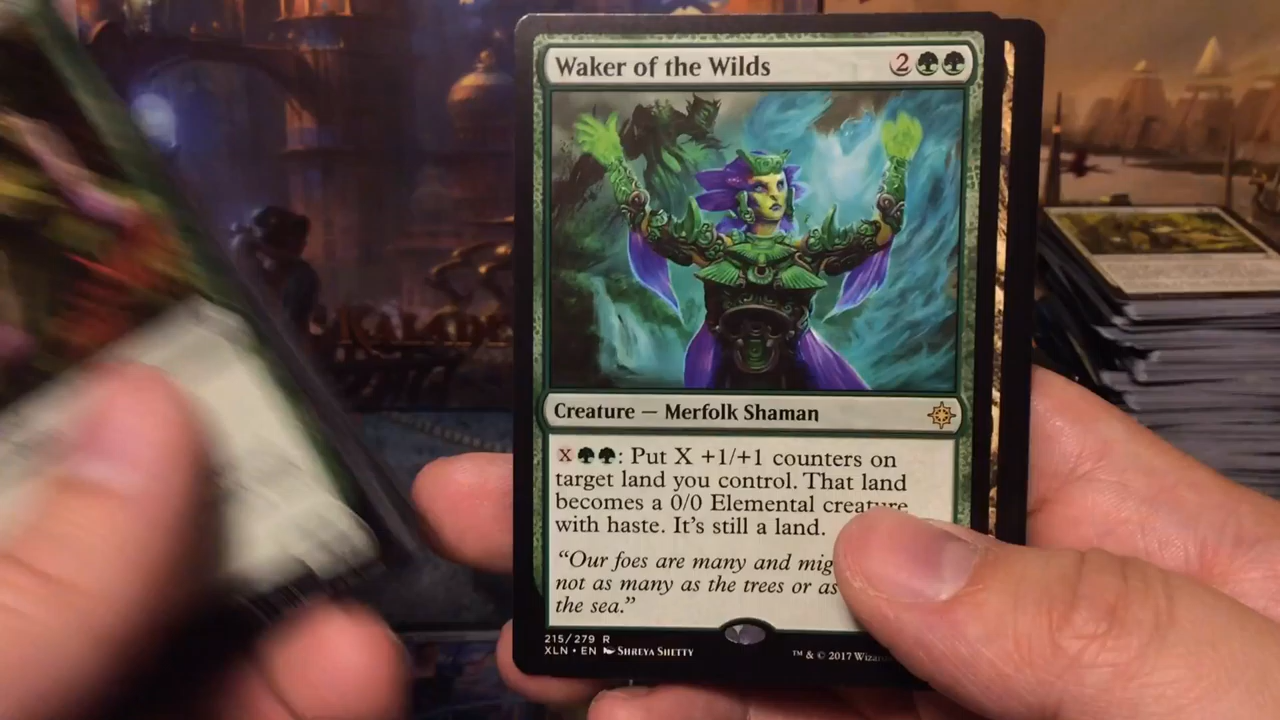 Waker of the Wilds 2
Creature — Merfolk Shaman
X : Put X +1/+1 counters on
target land you control. That land
becomes a 0/0 Elemental creature
with haste. It's still a land.
“Our foes are many and
not as many as the trees or as
the sea.”
215/279 R
XLN • EN Shreya Shetty
™ & © 2017